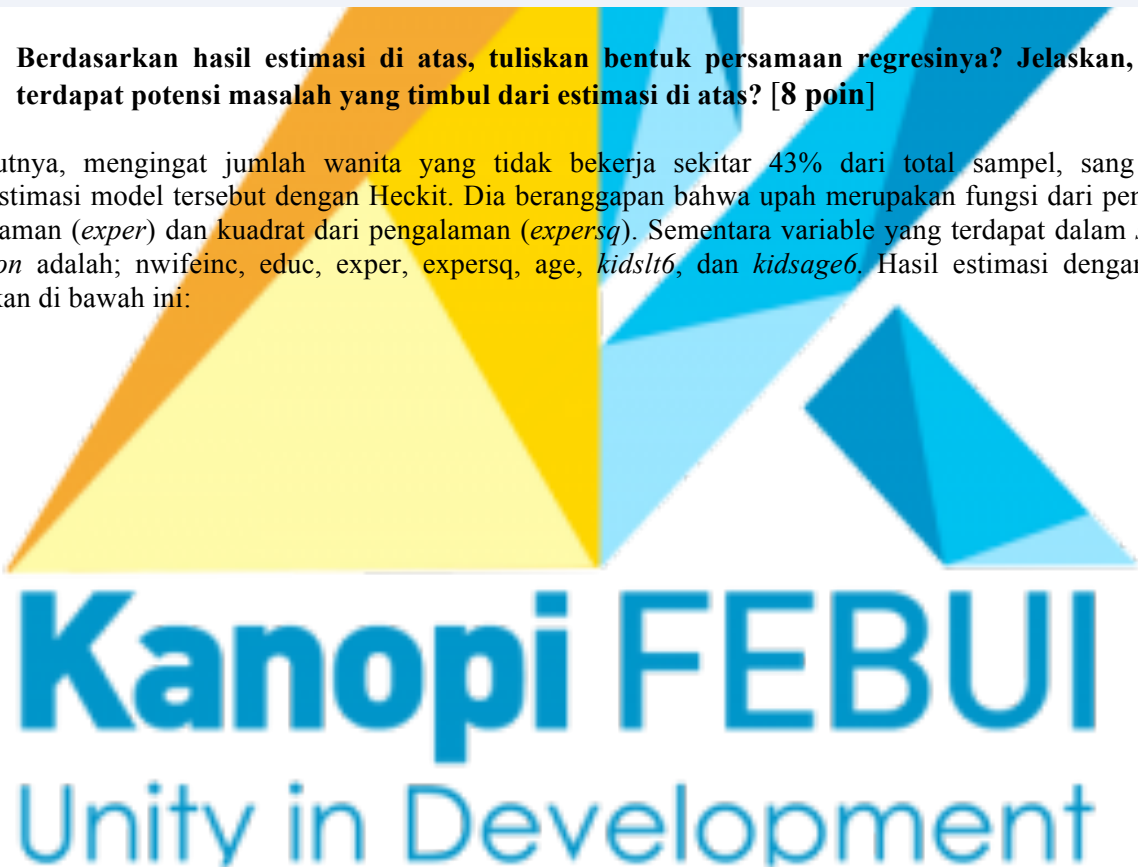 Berdasarkan hasil estimasi di atas, tuliskan bentuk persamaan regresinya? Jelaskan,
terdapat potensi masalah yang timbul dari estimasi di atas? [8 poin]
utnya, mengingat jumlah wanita yang tidak bekerja sekitar 43% dari total sampel, sang
stimasi model tersebut dengan Heckit. Dia beranggapan bahwa upah merupakan fungsi dari pen
aman (exper) dan kuadrat dari pengalaman (expersq). Sementara variable yang terdapat dalam
on adalah; nwifeinc, educ, exper, expersq, age, kidslt6, dan kidsage6. Hasil estimasi dengan
kan di bawah ini:
Kanopi FEBUI
Unity in Development